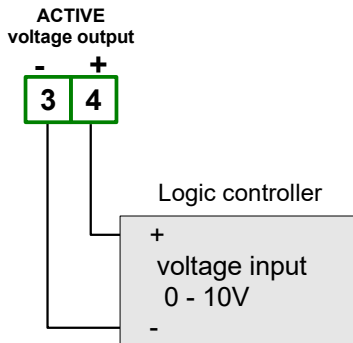 ACTIVE
voltage output
- +
3 4
Logic controller
+
voltage input
0 - 10V
-